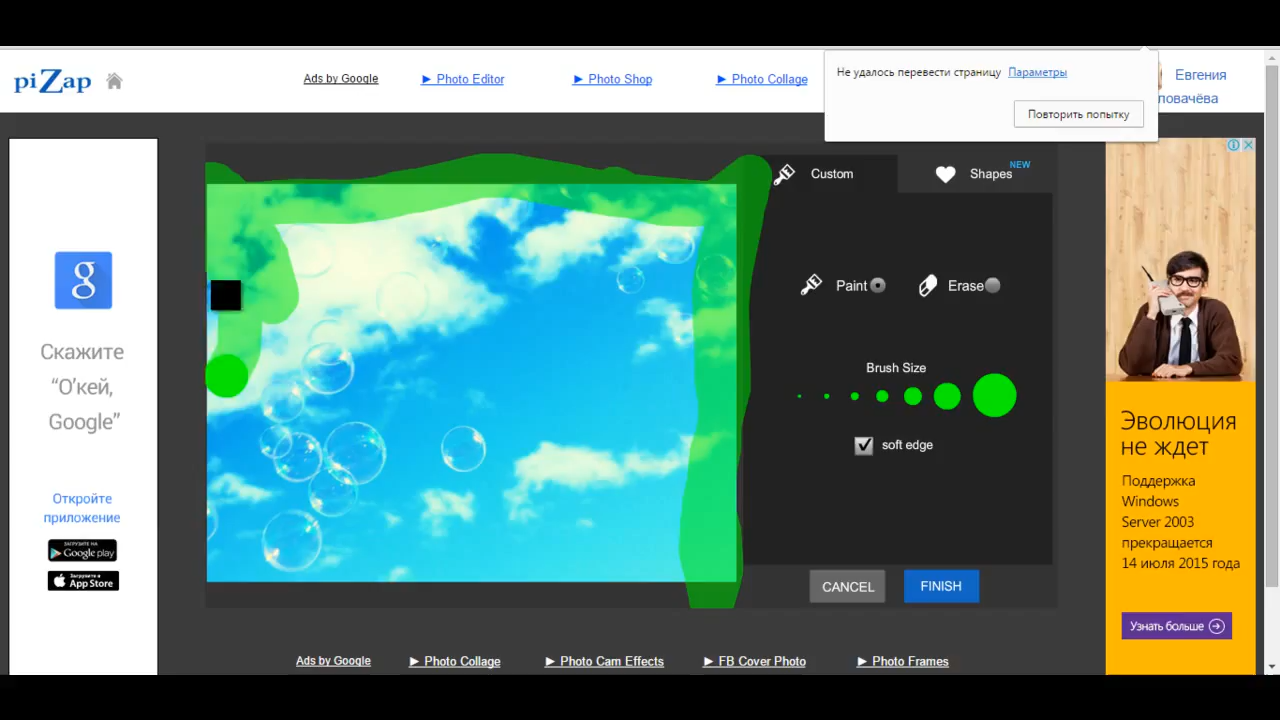 Не удалось перевести страницу Параметры
Повторить попытку
piZap
Ads by Google
► Photo Editor
► Photo Shop
► Photo Collage
Евгения
ловачёва
Custom
Shapes
NEW
Paint
Erase
Brush Size
soft edge
CANCEL
FINISH
g
Скажите
“О’кей,
Google”
Откройте
приложение
ЗАГРУЗИТЕ НА
Google play
Загрузите в
App Store
Эволюция
не ждет
Поддержка
Windows
Server 2003
прекращается
14 июля 2015 года
Узнать больше
Ads by Google
► Photo Collage
► Photo Cam Effects
► FB Cover Photo
► Photo Frames